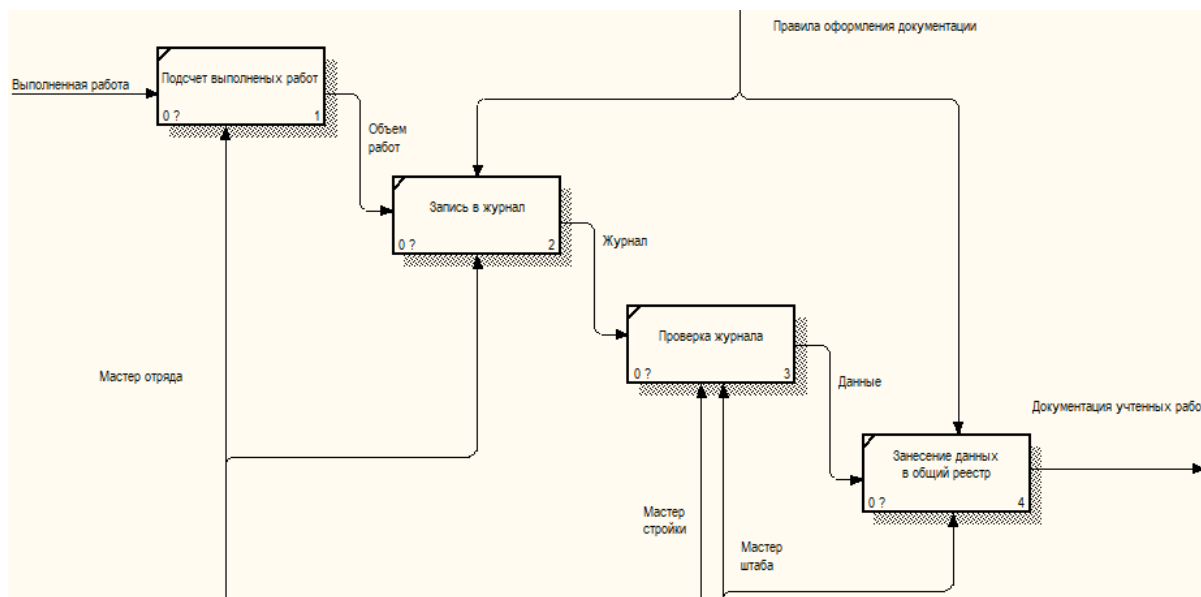 Правила оформления документации
Выполненная работа
Подсчет выполненых работ
0 ?
1
Объем
работ
Запись в журнал
0 ?
2
Журнал
Проверка журнала
0 ?
3
Мастер отряда
Данные
Документация учтенных рабо
Занесение данных
в общий реестр
0 ?
4
Мастер
стройки
Мастер
штаба